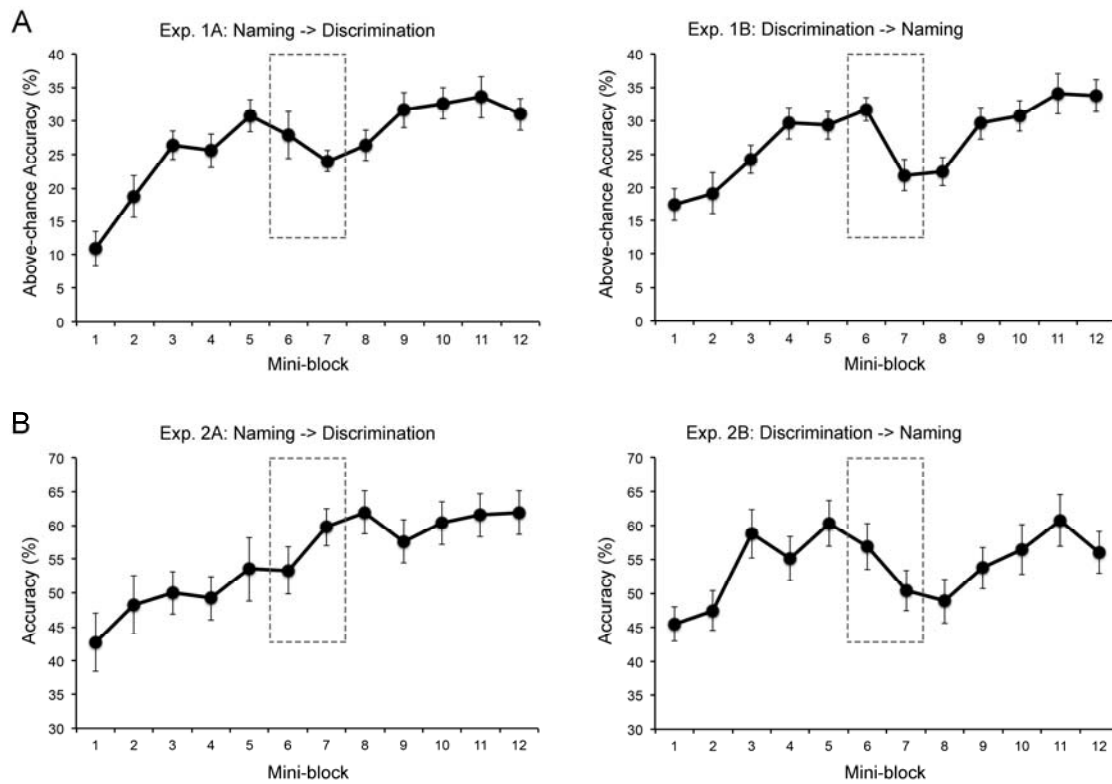 A
Exp. 1A: Naming -> Discrimination
Above-chance Accuracy (%)
40
35
30
25
20
15
10
5
0
1 2 3 4 5 6 7 8 9 10 11 12
Mini-block
Exp. 1B: Discrimination -> Naming
Above-chance Accuracy (%)
40
35
30
25
20
15
10
5
0
1 2 3 4 5 6 7 8 9 10 11 12
Mini-block
B
Exp. 2A: Naming -> Discrimination
Accuracy (%)
70
65
60
55
50
45
40
35
30
1 2 3 4 5 6 7 8 9 10 11 12
Mini-block
Exp. 2B: Discrimination -> Naming
Accuracy (%)
70
65
60
55
50
45
40
35
30
1 2 3 4 5 6 7 8 9 10 11 12
Mini-block